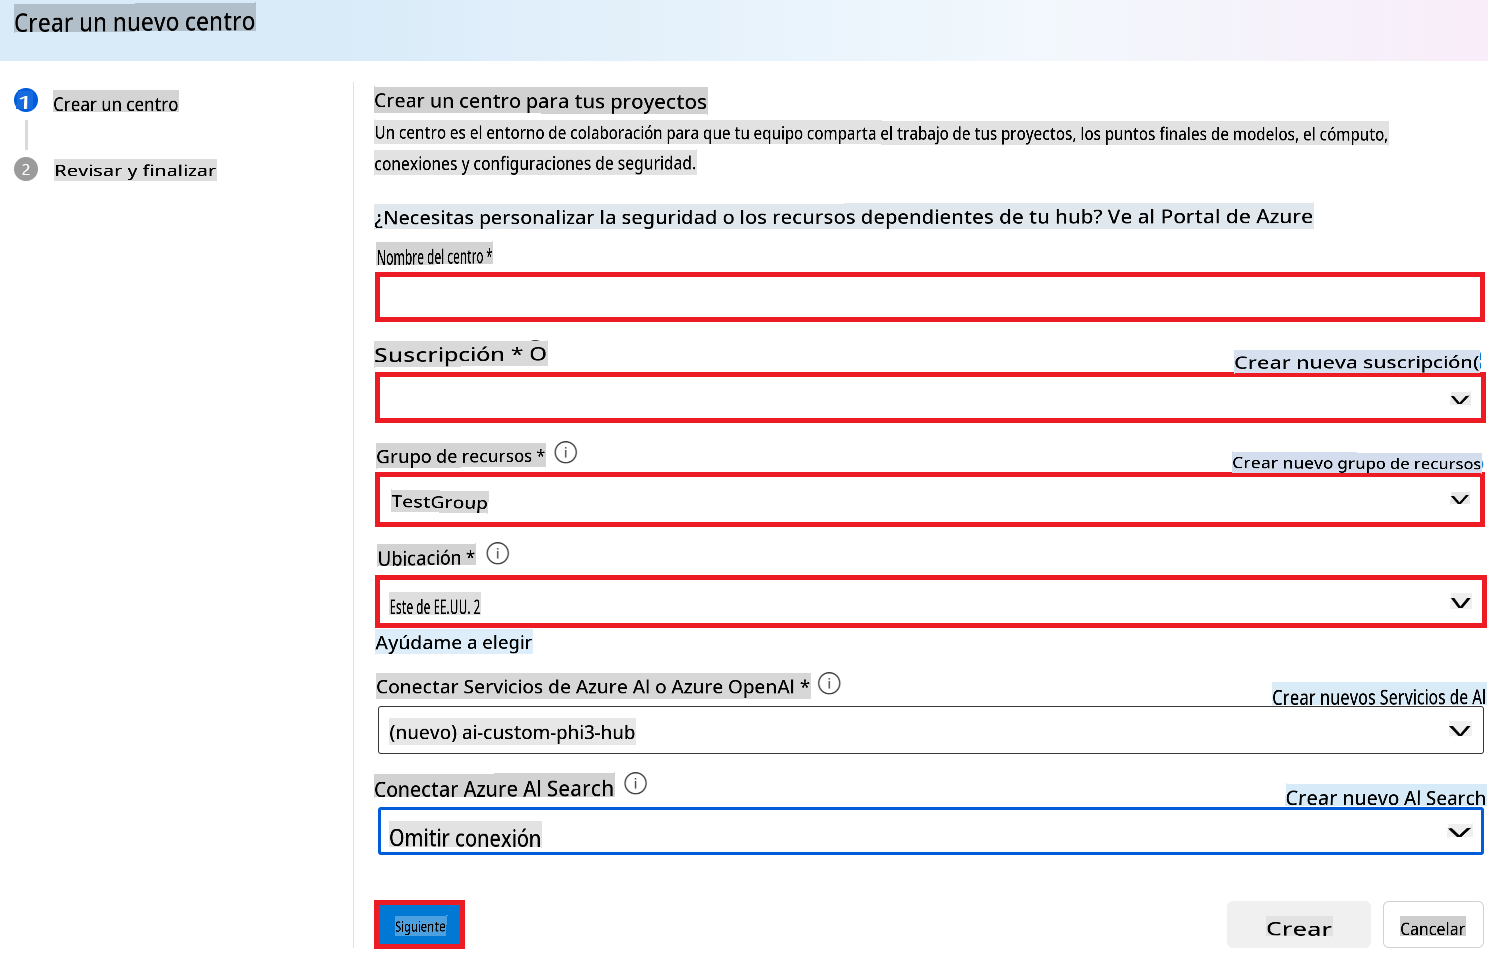 Crear un nuevo centro
1 Crear un centro
2 Revisar y finalizar
Crear un centro para tus proyectos
Un centro es el entorno de colaboración para que tu equipo comparta el trabajo de tus proyectos, los puntos finales de modelos, el cómputo,
conexiones y configuraciones de seguridad.
¿Necesitas personalizar la seguridad o los recursos dependientes de tu hub? Ve al Portal de Azure
Nombre del centro *
Suscripción * O
Crear nueva suscripción(
Grupo de recursos *
Crear nuevo grupo de recursos
TestGroup
Ubicación *
Este de EE.UU. 2
Ayúdame a elegir
Conectar Servicios de Azure AI o Azure OpenAI *
Crear nuevos Servicios de AI
(nuevo) ai-custom-phi3-hub
Conectar Azure AI Search
Crear nuevo AI Search
Omitir conexión
Siguiente
Crear
Cancelar